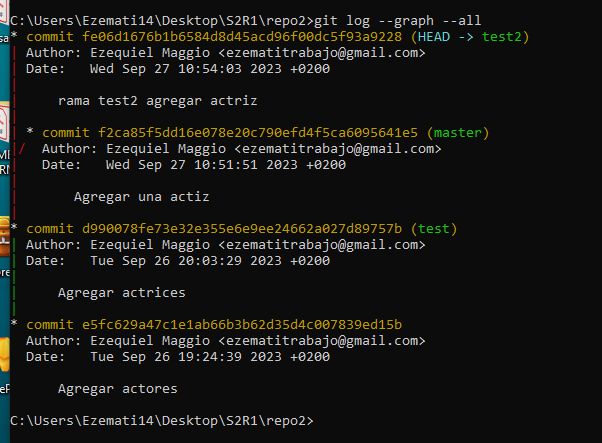 C:\Users\Ezemati14\Desktop\S2R1\repo2>git log --graph --all
* commit fe06d1676b1b6584d8d45acd96f00dc5f93a9228 (HEAD -> test2)
| Author: Ezequiel Maggio <ezematitrabajo@gmail.com>
| Date:   Wed Sep 27 10:54:03 2023 +0200
|
|     rama test2 agregar actriz
|
| * commit f2ca85f5dd16e078e20c790efd4f5ca6095641e5 (master)
|/  Author: Ezequiel Maggio <ezematitrabajo@gmail.com>
|   Date:   Wed Sep 27 10:51:51 2023 +0200
|
|       Agregar una actiz
|
* commit d990078fe73e32e355e6e9ee24662a027d89757b (test)
| Author: Ezequiel Maggio <ezematitrabajo@gmail.com>
| Date:   Tue Sep 26 20:03:29 2023 +0200
|
|     Agregar actrices
|
* commit e5fc629a47c1e1ab66b3b62d35d4c007839ed15b
  Author: Ezequiel Maggio <ezematitrabajo@gmail.com>
  Date:   Tue Sep 26 19:24:39 2023 +0200

      Agregar actores

C:\Users\Ezemati14\Desktop\S2R1\repo2>